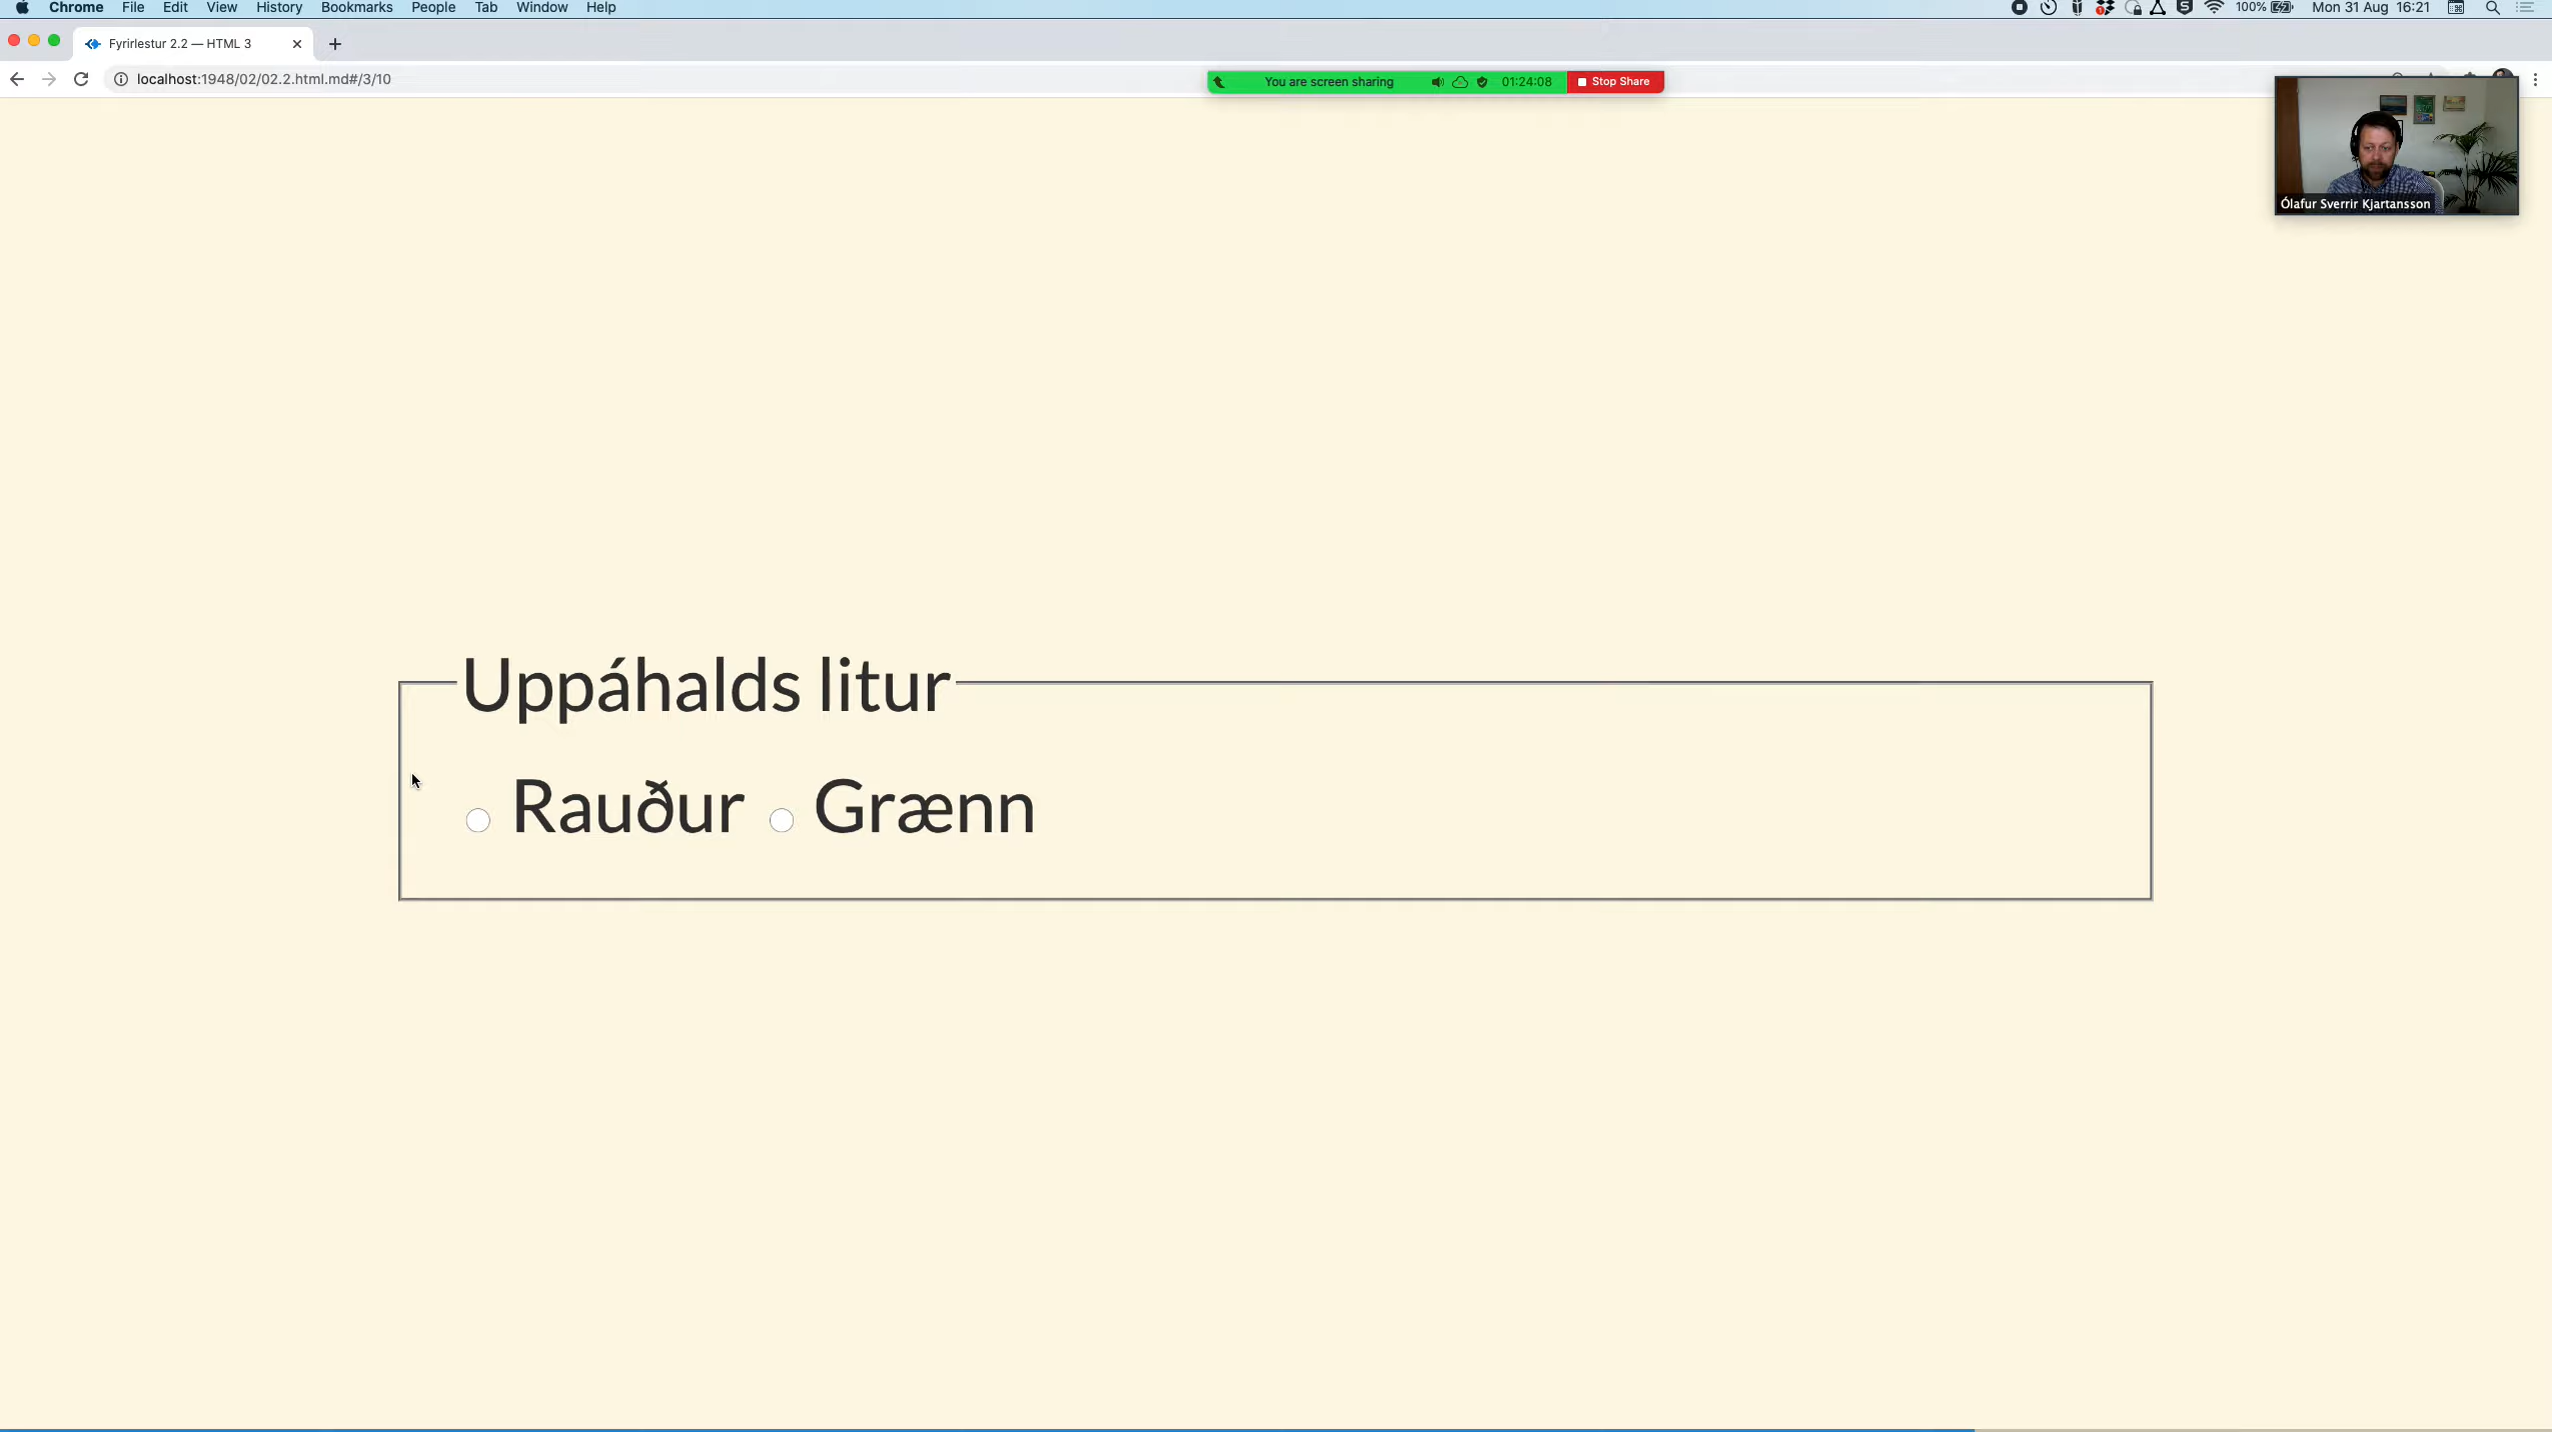 Chrome File Edit View History Bookmarks People Tab Window Help 100% Mon 31 Aug 16:21
Fyrirlestur 2.2 — HTML 3
localhost:1948/02/02.2.html.md#/3/10
You are screen sharing 01:24:08 Stop Share
Ólafur Sverrir Kjartansson
Uppáhalds litur
Rauður Grænn